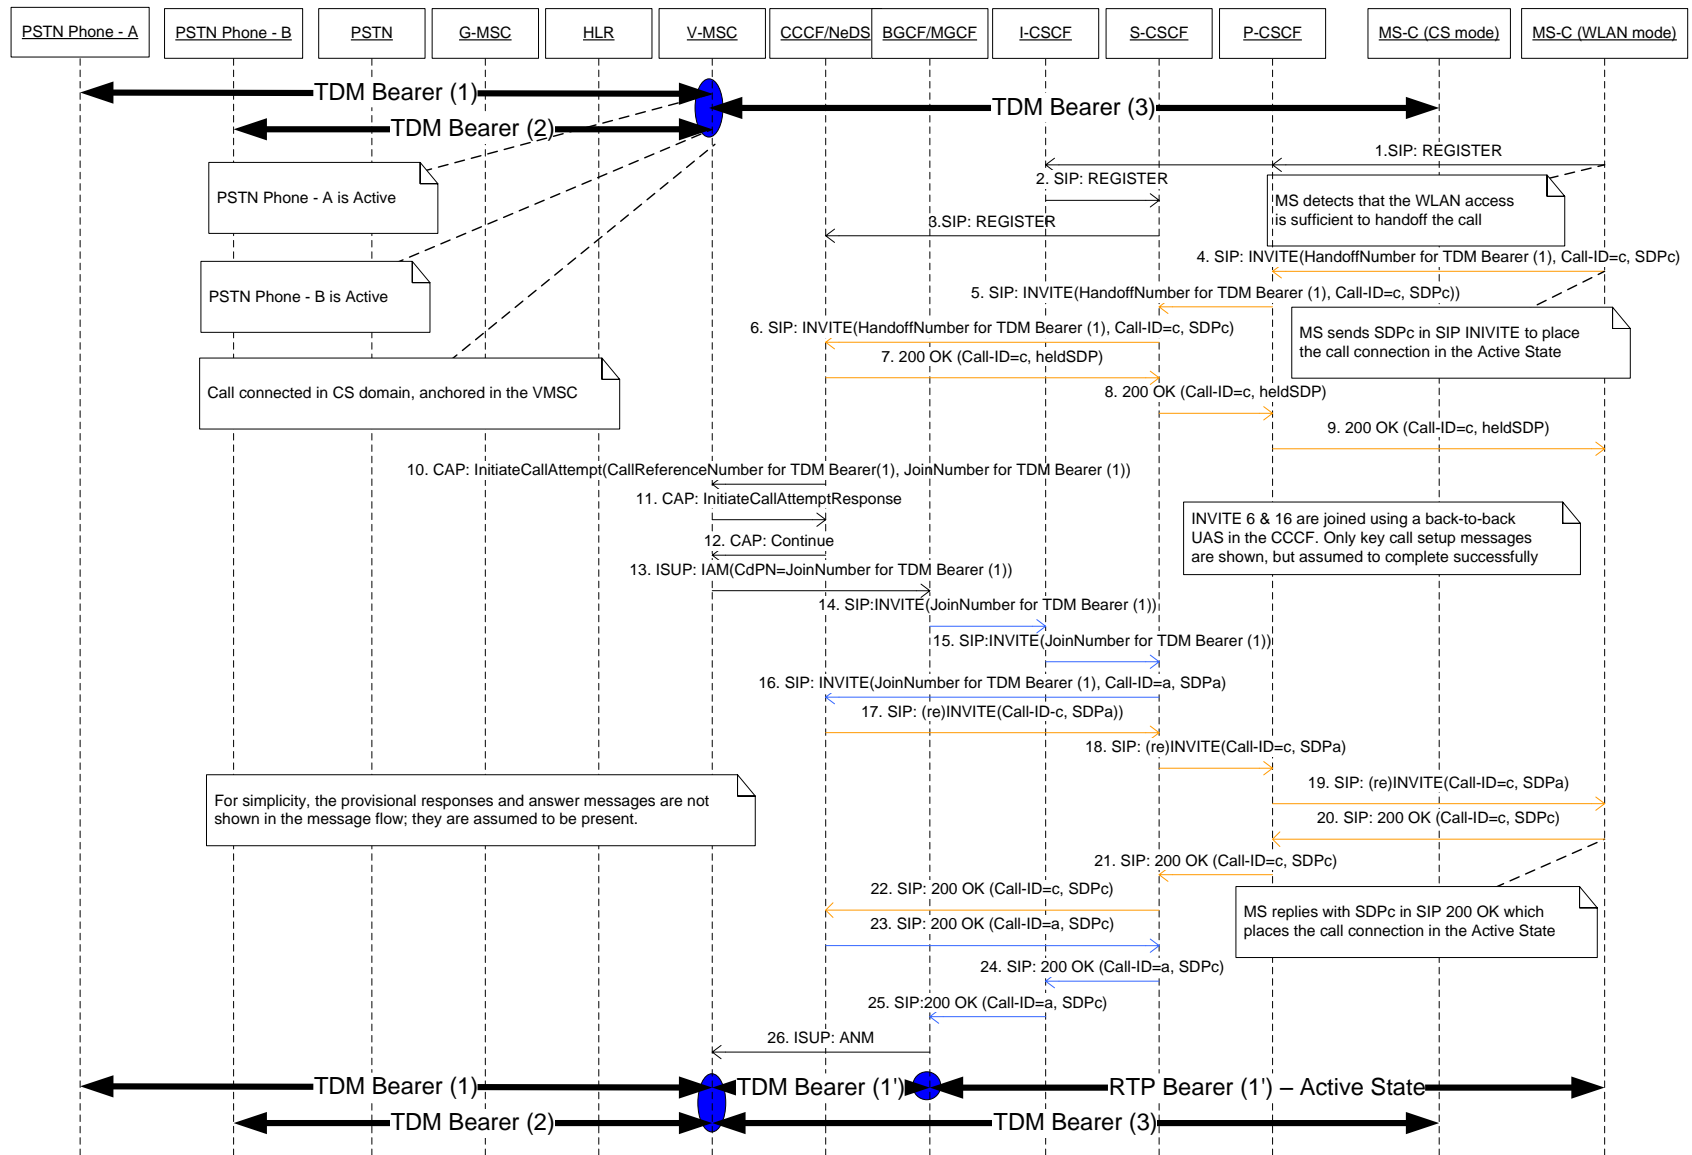 PSTN Phone - A
PSTN Phone - B
PSTN
G-MSC
HLR
V-MSC
CCCF/NeDS
BGCF/MGCF
I-CSCF
S-CSCF
P-CSCF
MS-C (CS mode)
MS-C (WLAN mode)
TDM Bearer (1)
TDM Bearer (3)
TDM Bearer (2)
1.SIP: REGISTER
2. SIP: REGISTER
PSTN Phone - A is Active
MS detects that the WLAN access
is sufficient to handoff the call
3.SIP: REGISTER
4. SIP: INVITE(HandoffNumber for TDM Bearer (1), Call-ID=c, SDPc)
PSTN Phone - B is Active
5. SIP: INVITE(HandoffNumber for TDM Bearer (1), Call-ID=c, SDPc))
6. SIP: INVITE(HandoffNumber for TDM Bearer (1), Call-ID=c, SDPc)
MS sends SDPc in SIP INIVITE to place
the call connection in the Active State
7. 200 OK (Call-ID=c, heldSDP)
Call connected in CS domain, anchored in the VMSC
8. 200 OK (Call-ID=c, heldSDP)
9. 200 OK (Call-ID=c, heldSDP)
10. CAP: InitiateCallAttempt(CallReferenceNumber for TDM Bearer(1), JoinNumber for TDM Bearer (1))
11. CAP: InitiateCallAttemptResponse
INVITE 6 & 16 are joined using a back-to-back
UAS in the CCCF. Only key call setup messages
are shown, but assumed to complete successfully
12. CAP: Continue
13. ISUP: IAM(CdPN=JoinNumber for TDM Bearer (1))
14. SIP:INVITE(JoinNumber for TDM Bearer (1))
15. SIP:INVITE(JoinNumber for TDM Bearer (1))
16. SIP: INVITE(JoinNumber for TDM Bearer (1), Call-ID=a, SDPa)
17. SIP: (re)INVITE(Call-ID-c, SDPa))
18. SIP: (re)INVITE(Call-ID=c, SDPa)
19. SIP: (re)INVITE(Call-ID=c, SDPa)
For simplicity, the provisional responses and answer messages are not
shown in the message flow; they are assumed to be present.
20. SIP: 200 OK (Call-ID=c, SDPc)
21. SIP: 200 OK (Call-ID=c, SDPc)
22. SIP: 200 OK (Call-ID=c, SDPc)
MS replies with SDPc in SIP 200 OK which
places the call connection in the Active State
23. SIP: 200 OK (Call-ID=a, SDPc)
24. SIP: 200 OK (Call-ID=a, SDPc)
25. SIP:200 OK (Call-ID=a, SDPc)
26. ISUP: ANM
TDM Bearer (1)
TDM Bearer (1')
RTP Bearer (1') – Active State
TDM Bearer (2)
TDM Bearer (3)